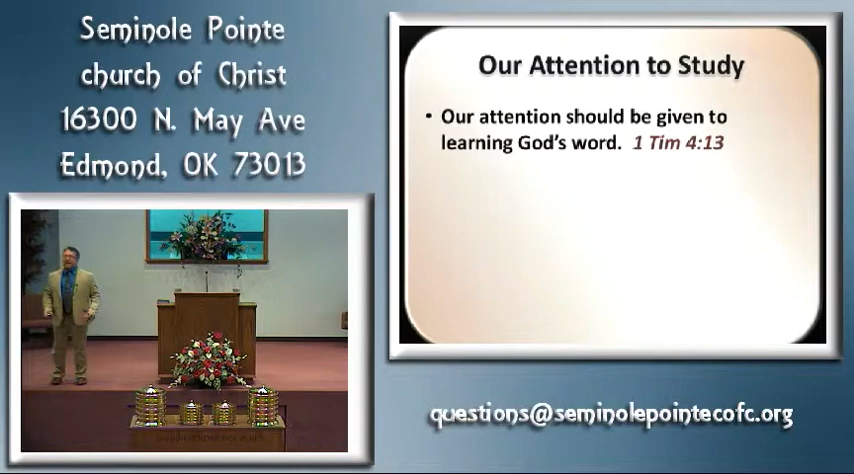 Seminole Pointe
church of Christ
16300 N. May Ave
Edmond, OK 73013
Our Attention to Study
• Our attention should be given to
learning God's word. 1 Tim 4:13
questions@seminolepointecofc.org